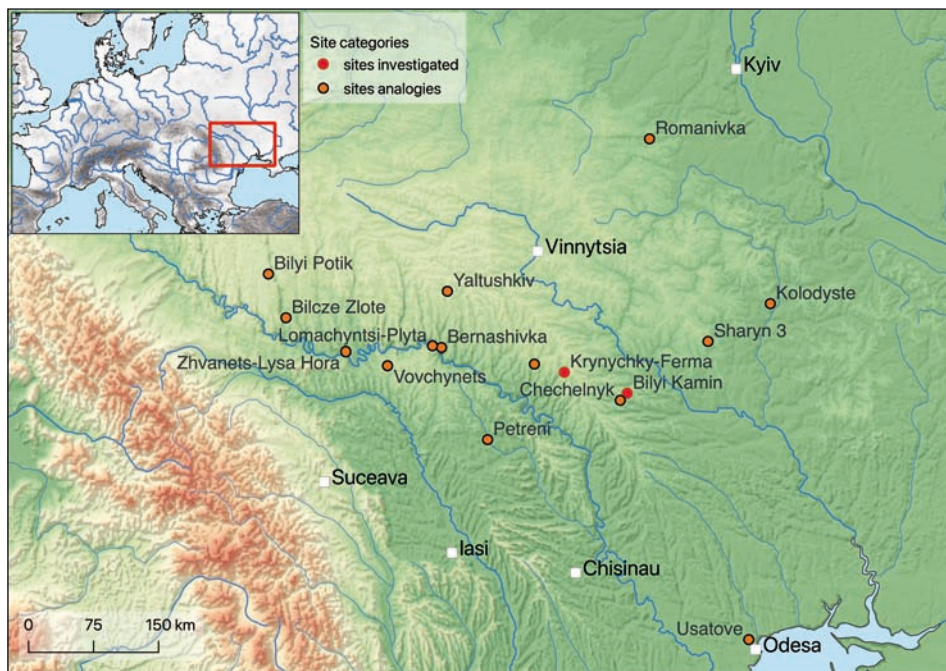 Site categories
sites investigated
sites analogies
Kyiv
Romanivka
Vinnytsia
Bilyi Potik
Yaltushkiv
Kolodyste
Bilcze Zlote
Lomachyntsi-Plyta
Bernashivka
Sharyn 3
Zhvanets-Lysa Hora
Vovchynets
Krynychky-Ferma
Chechelnyk
Bilyi Kamin
Petreni
Suceava
Iasi
Chisinau
0 75 150 km
Usatove
Odesa